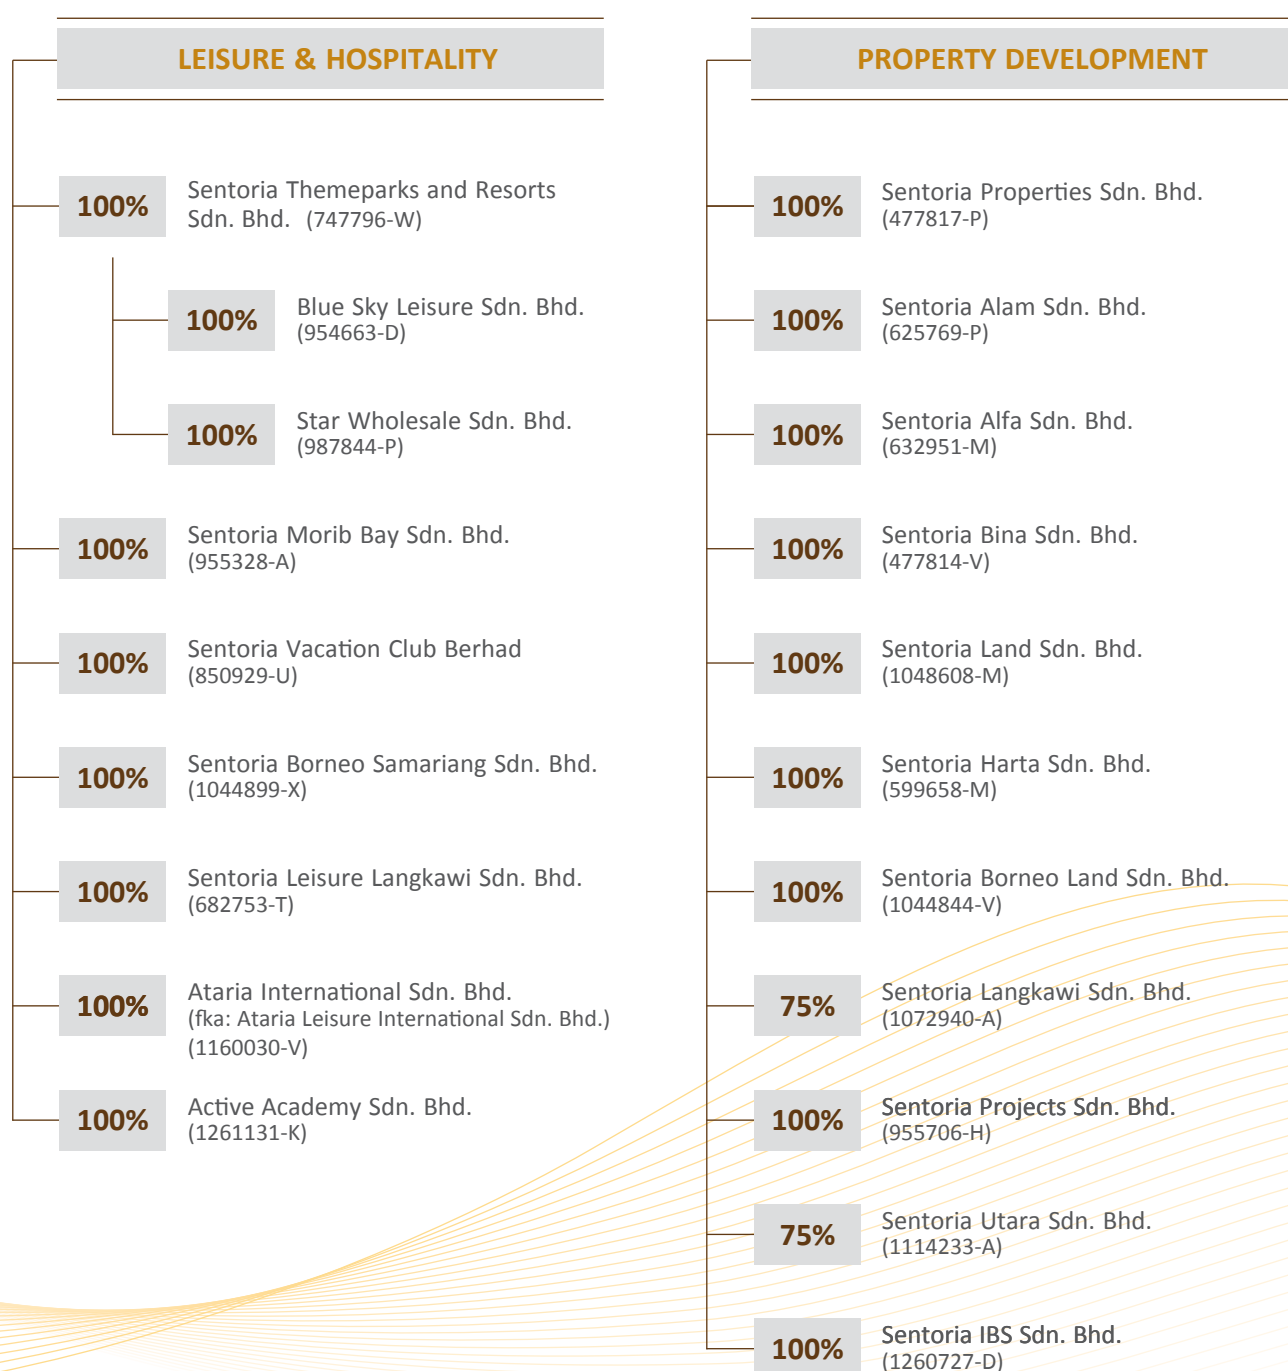 LEISURE & HOSPITALITY
100%
Sentoria Themeparks and Resorts
Sdn. Bhd. (747796-W)
100%
Blue Sky Leisure Sdn. Bhd.
(954663-D)
100%
Star Wholesale Sdn. Bhd.
(987844-P)
100%
Sentoria Morib Bay Sdn. Bhd.
(955328-A)
100%
Sentoria Vacation Club Berhad
(850929-U)
100%
Sentoria Borneo Samariang Sdn. Bhd.
(1044899-X)
100%
Sentoria Leisure Langkawi Sdn. Bhd.
(682753-T)
100%
Ataria International Sdn. Bhd.
(fka: Ataria Leisure International Sdn. Bhd.)
(1160030-V)
100%
Active Academy Sdn. Bhd.
(1261131-K)
PROPERTY DEVELOPMENT
100%
Sentoria Properties Sdn. Bhd.
(477817-P)
100%
Sentoria Alam Sdn. Bhd.
(625769-P)
100%
Sentoria Alfa Sdn. Bhd.
(632951-M)
100%
Sentoria Bina Sdn. Bhd.
(477814-V)
100%
Sentoria Land Sdn. Bhd.
(1048608-M)
100%
Sentoria Harta Sdn. Bhd.
(599658-M)
100%
Sentoria Borneo Land Sdn. Bhd.
(1044844-V)
75%
Sentoria Langkawi Sdn. Bhd.
(1072940-A)
100%
Sentoria Projects Sdn. Bhd.
(955706-H)
75%
Sentoria Utara Sdn. Bhd.
(1114233-A)
100%
Sentoria IBS Sdn. Bhd.
(1260727-D)